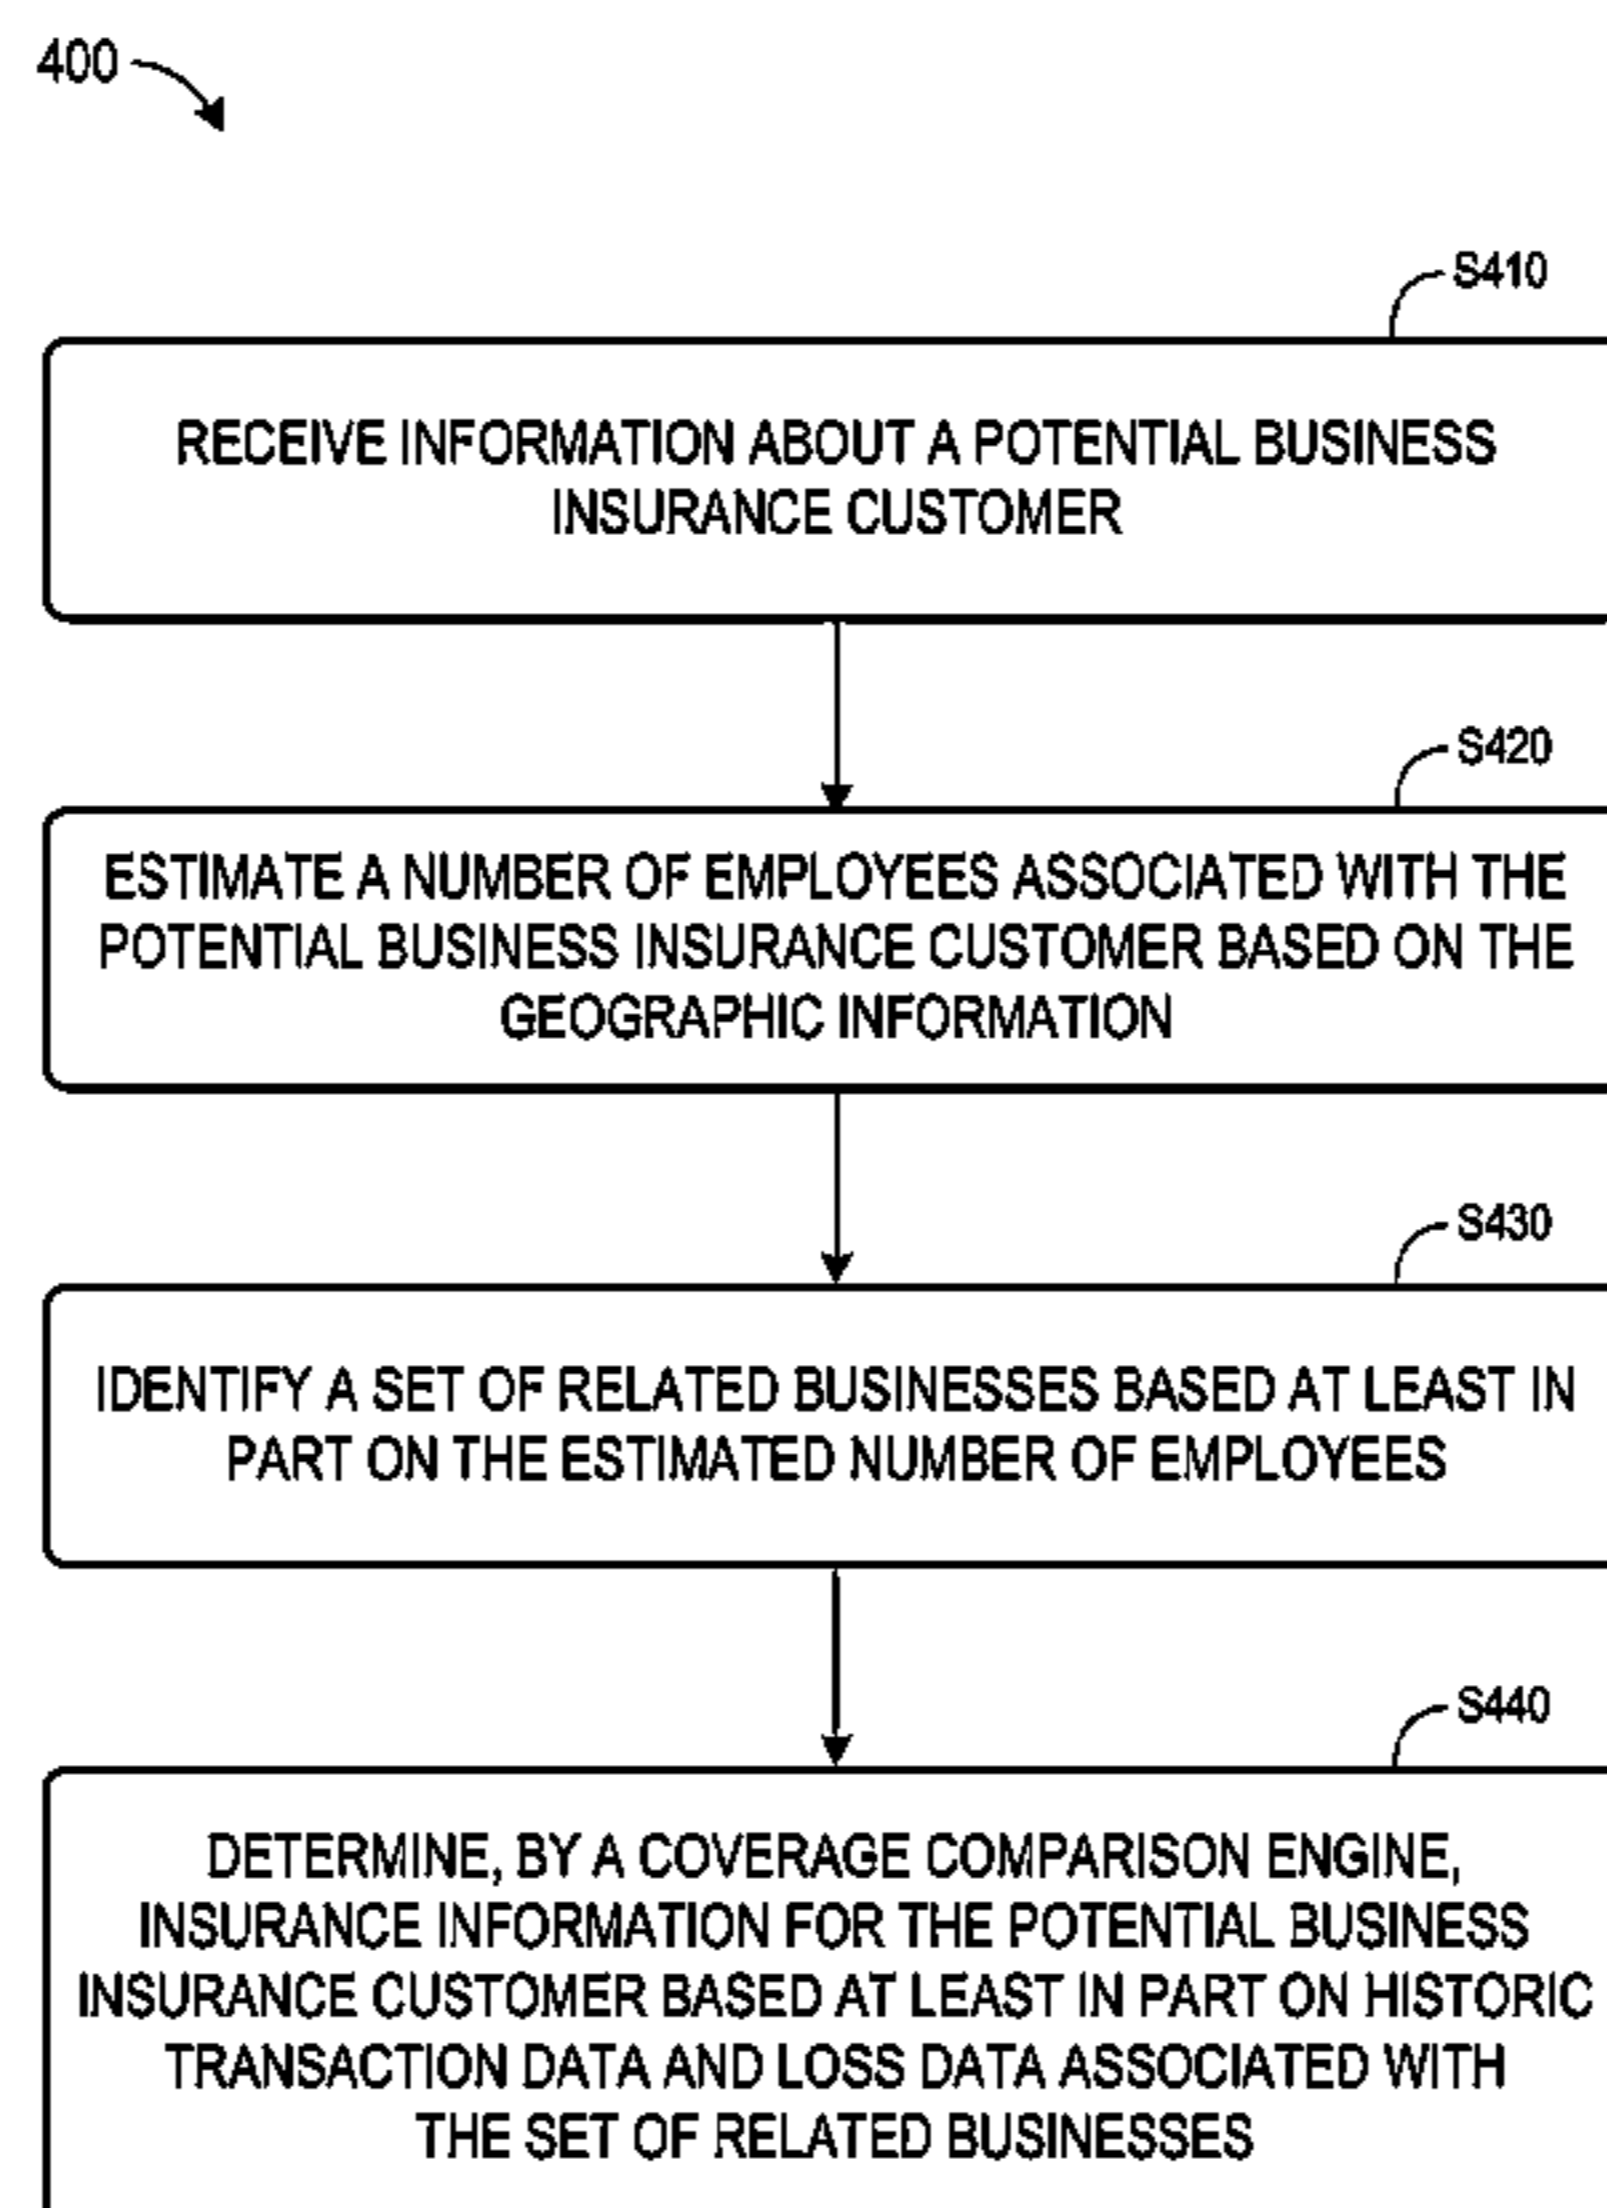 400
S410
RECEIVE INFORMATION ABOUT A POTENTIAL BUSINESS
INSURANCE CUSTOMER
S420
ESTIMATE A NUMBER OF EMPLOYEES ASSOCIATED WITH THE
POTENTIAL BUSINESS INSURANCE CUSTOMER BASED ON THE
GEOGRAPHIC INFORMATION
S430
IDENTIFY A SET OF RELATED BUSINESSES BASED AT LEAST IN
PART ON THE ESTIMATED NUMBER OF EMPLOYEES
S440
DETERMINE, BY A COVERAGE COMPARISON ENGINE,
INSURANCE INFORMATION FOR THE POTENTIAL BUSINESS
INSURANCE CUSTOMER BASED AT LEAST IN PART ON HISTORIC
TRANSACTION DATA AND LOSS DATA ASSOCIATED WITH
THE SET OF RELATED BUSINESSES